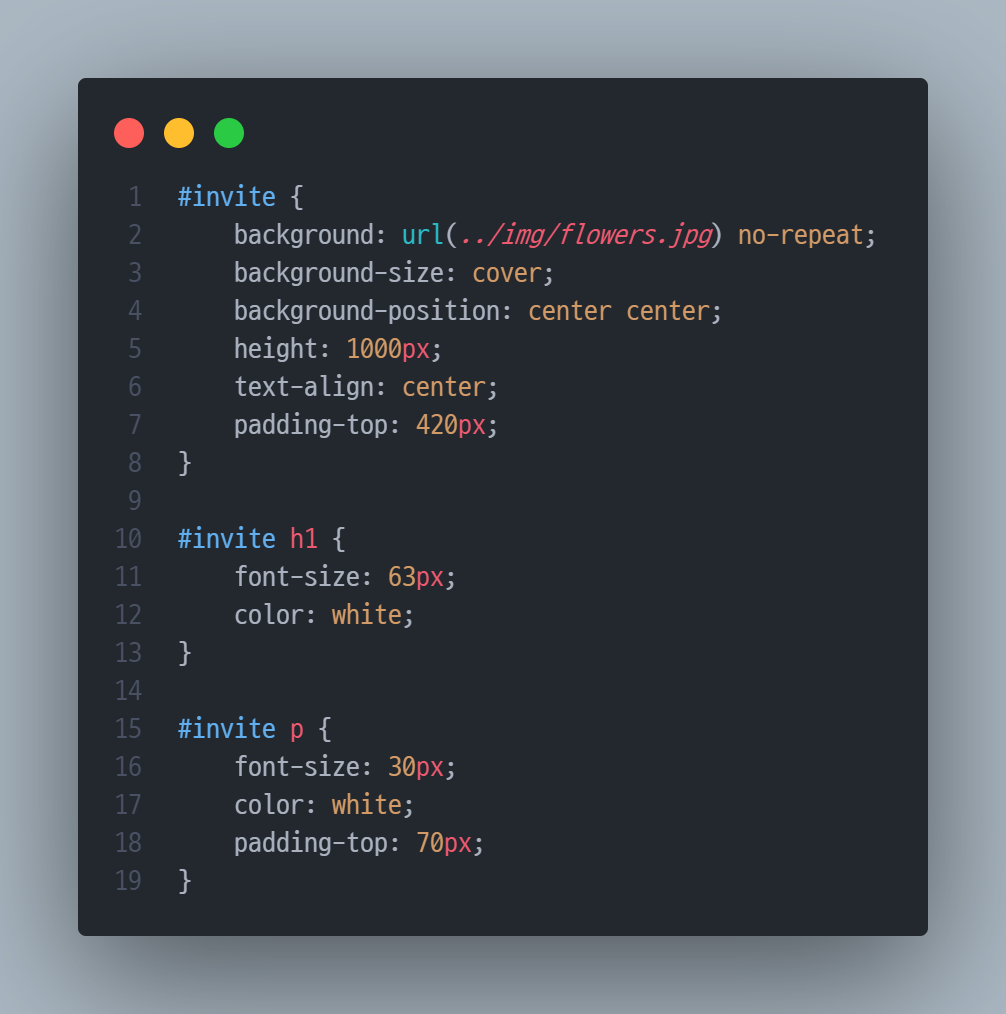 1 #invite {
2     background: url(../img/flowers.jpg) no-repeat;
3     background-size: cover;
4     background-position: center center;
5     height: 1000px;
6     text-align: center;
7     padding-top: 420px;
8 }
9
10 #invite h1 {
11     font-size: 63px;
12     color: white;
13 }
14
15 #invite p {
16     font-size: 30px;
17     color: white;
18     padding-top: 70px;
19 }